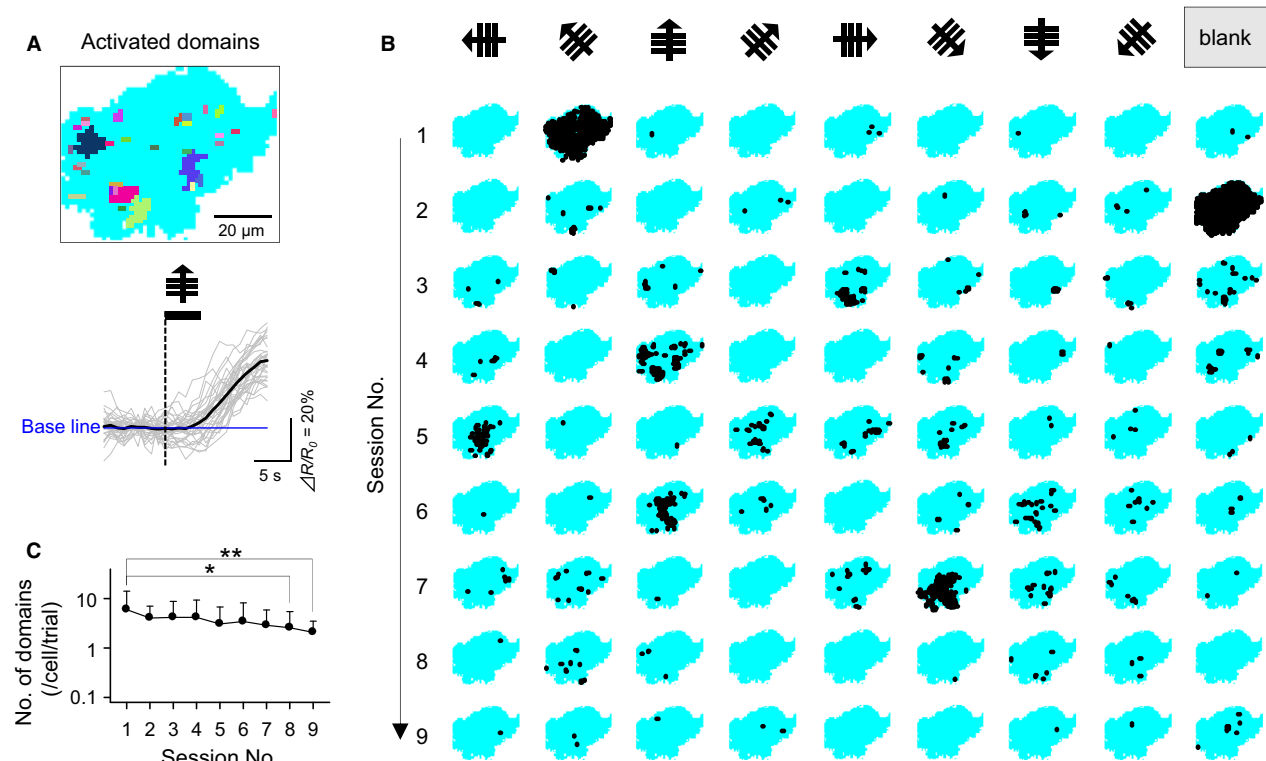 A
Activated domains
20 µm
Base line
5 s
⊿R/R0 = 20%
B
blank
Session No.
1
2
3
4
5
6
7
8
9
C
**
*
No. of domains
(/cell/trial)
10
1
0.1
1 2 3 4 5 6 7 8 9
Session No.